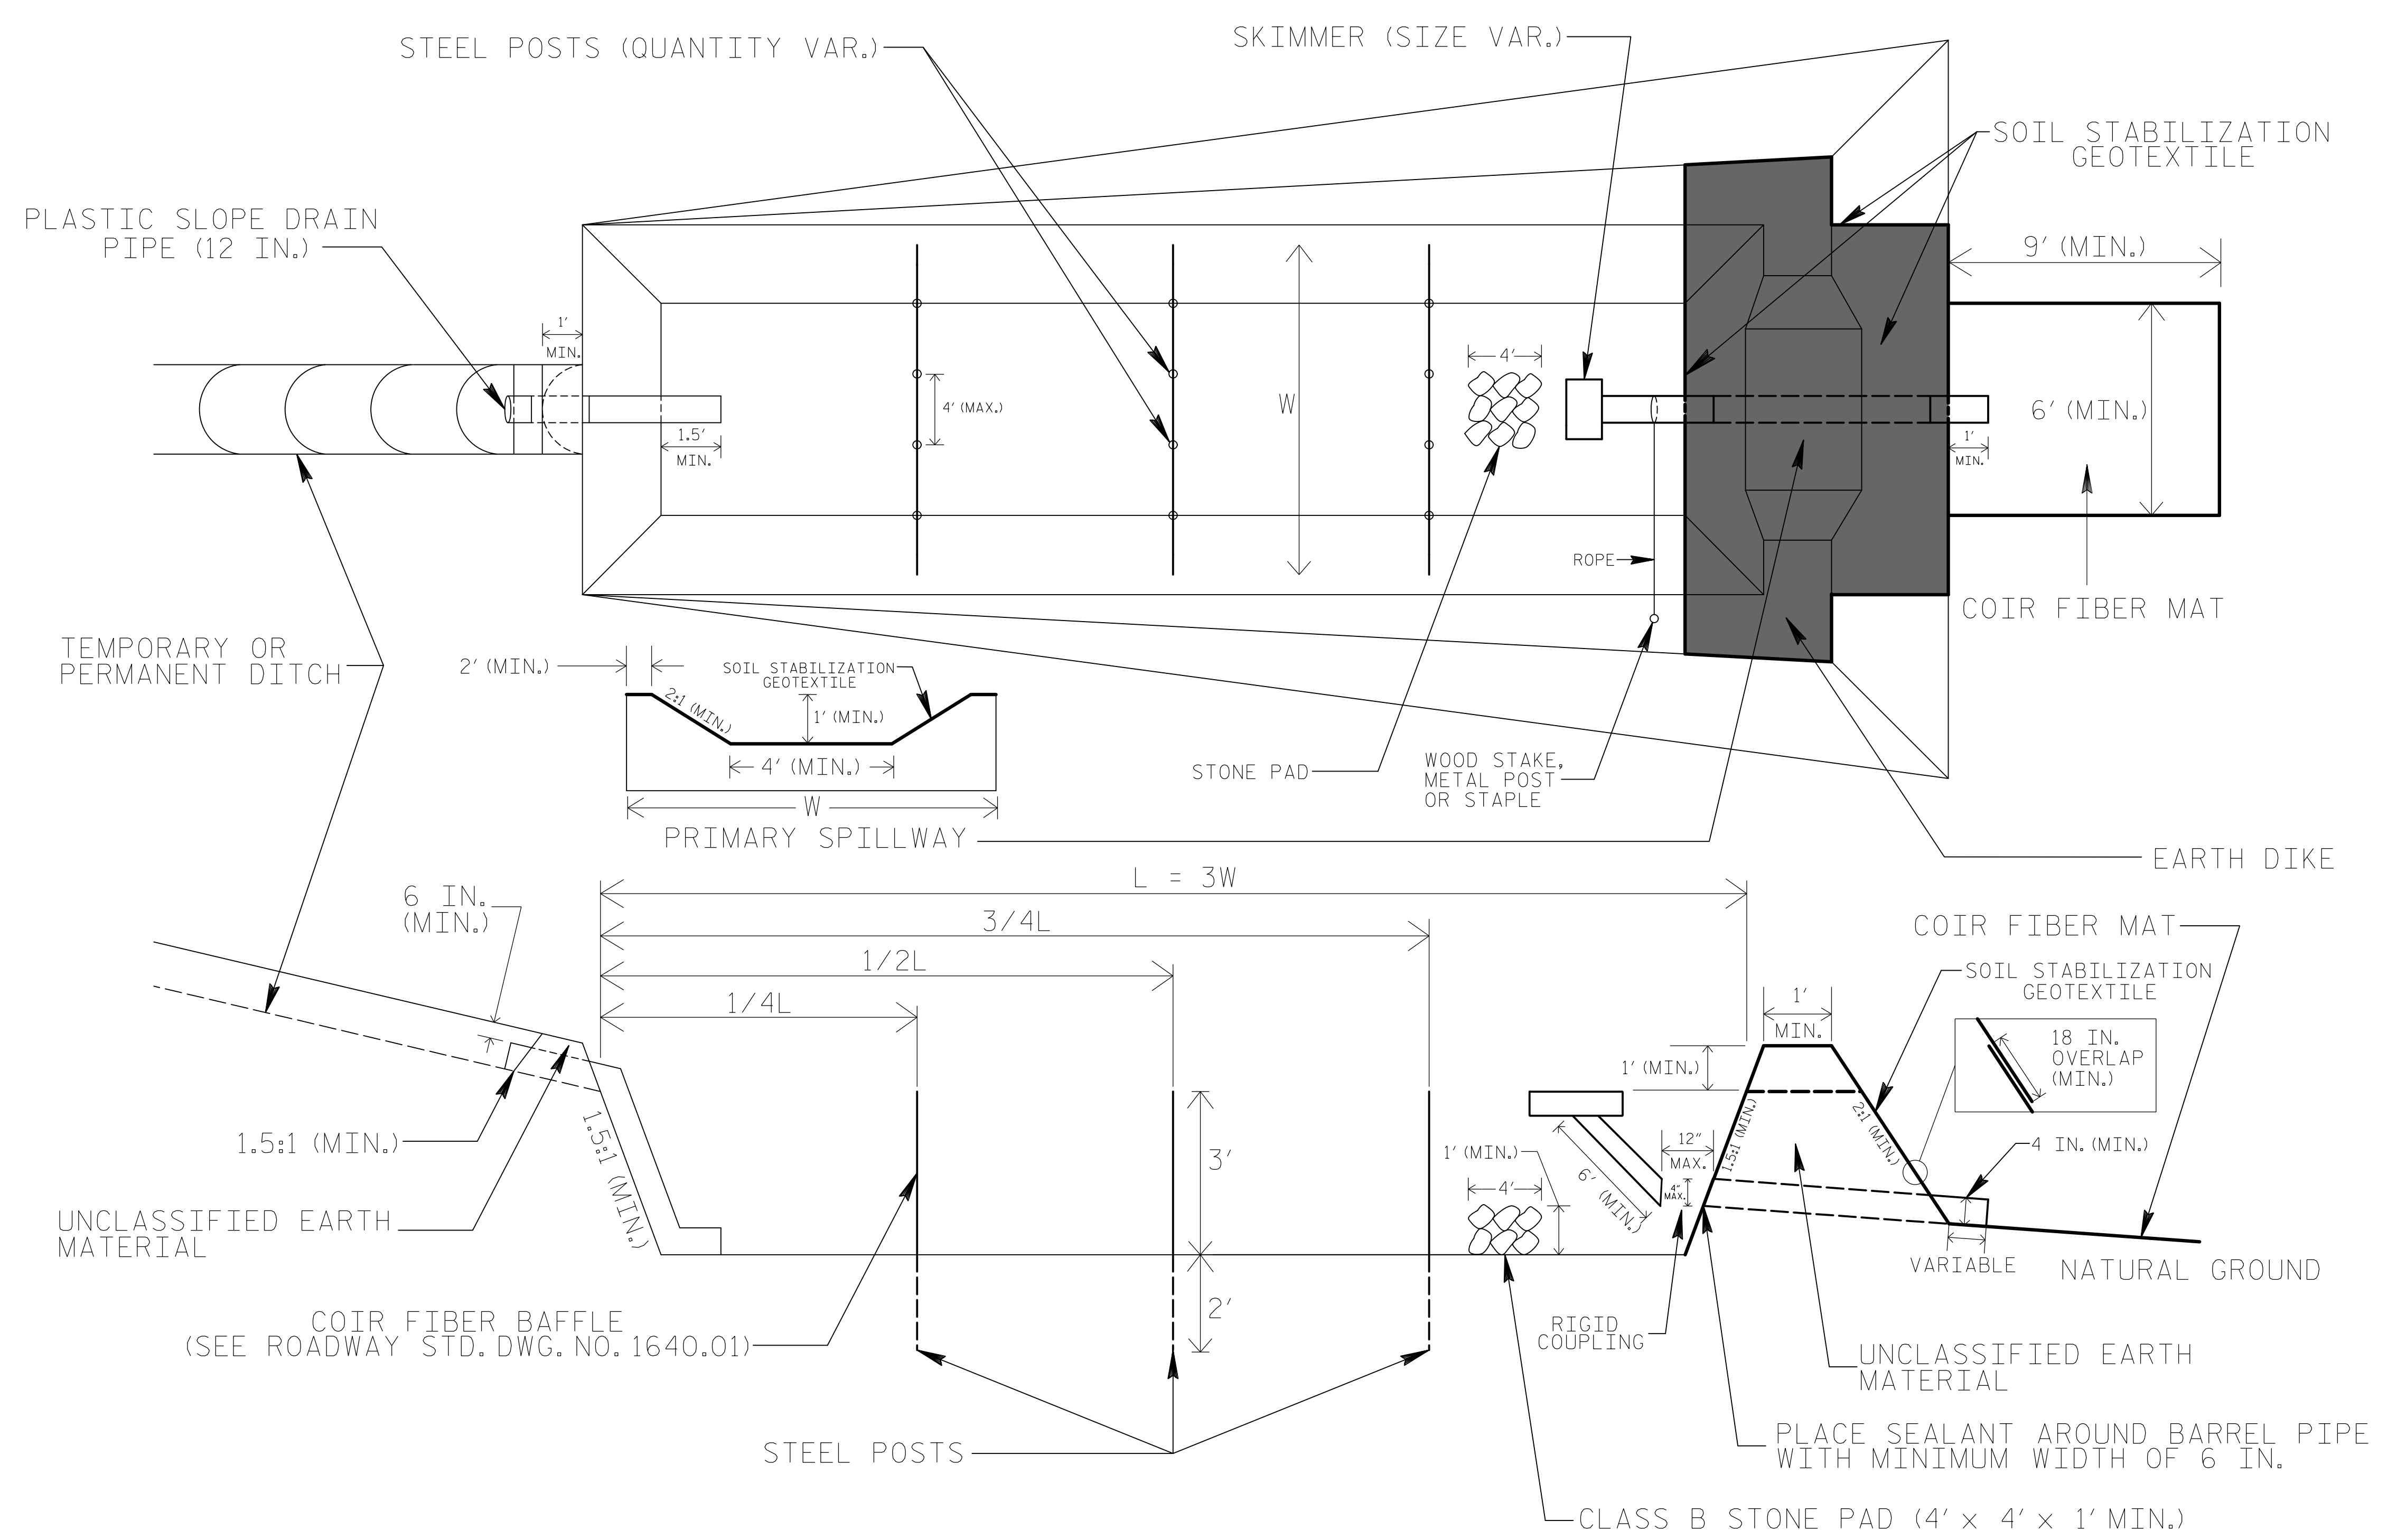 STEEL POSTS (QUANTITY VAR.)
SKIMMER (SIZE VAR.)
SOIL STABILIZATION
GEOTEXTILE
PLASTIC SLOPE DRAIN
PIPE (12 IN.)
9' (MIN.)
1'
MIN.
4'
4' (MAX.)
W
6' (MIN.)
1.5'
MIN.
1'
MIN.
ROPE
COIR FIBER MAT
TEMPORARY OR
PERMANENT DITCH
2' (MIN.)
SOIL STABILIZATION
GEOTEXTILE
2:1 (MIN.)
1' (MIN.)
4' (MIN.)
W
PRIMARY SPILLWAY
STONE PAD
WOOD STAKE,
METAL POST
OR STAPLE
EARTH DIKE
L = 3W
6 IN.
(MIN.)
3/4L
COIR FIBER MAT
1/2L
SOIL STABILIZATION
GEOTEXTILE
1/4L
1'
MIN.
18 IN.
OVERLAP
(MIN.)
1' (MIN.)
1.5:1 (MIN.)
1.5:1 (MIN.)
3'
1' (MIN.)
4'
6' (MIN.)
12"
MAX.
4"
MAX.
1.5:1 (MIN.)
2:1 (MIN.)
4 IN. (MIN.)
UNCLASSIFIED EARTH
MATERIAL
VARIABLE
NATURAL GROUND
2'
COIR FIBER BAFFLE
(SEE ROADWAY STD. DWG. NO. 1640.01)
RIGID
COUPLING
UNCLASSIFIED EARTH
MATERIAL
STEEL POSTS
PLACE SEALANT AROUND BARREL PIPE
WITH MINIMUM WIDTH OF 6 IN.
CLASS B STONE PAD (4' x 4' x 1' MIN.)